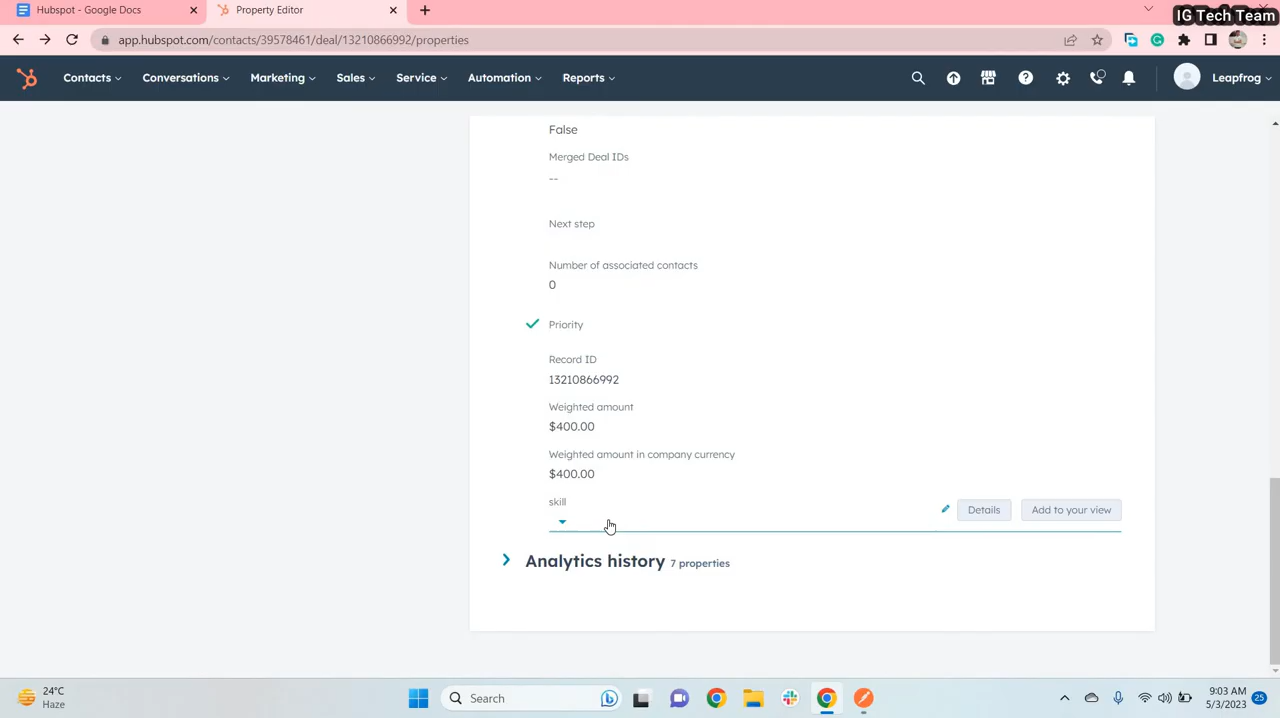 Hubspot - Google Docs
Property Editor
IG Tech Team
app.hubspot.com/contacts/39578461/deal/13210866992/properties
Contacts Conversations Marketing Sales Service Automation Reports Leapfrog
False
Merged Deal IDs
--
Next step
Number of associated contacts
0
Priority
Record ID
13210866992
Weighted amount
$400.00
Weighted amount in company currency
$400.00
skill
Details Add to your view
Analytics history 7 properties
24°C
Haze
Search
9:03 AM
5/3/2023
25